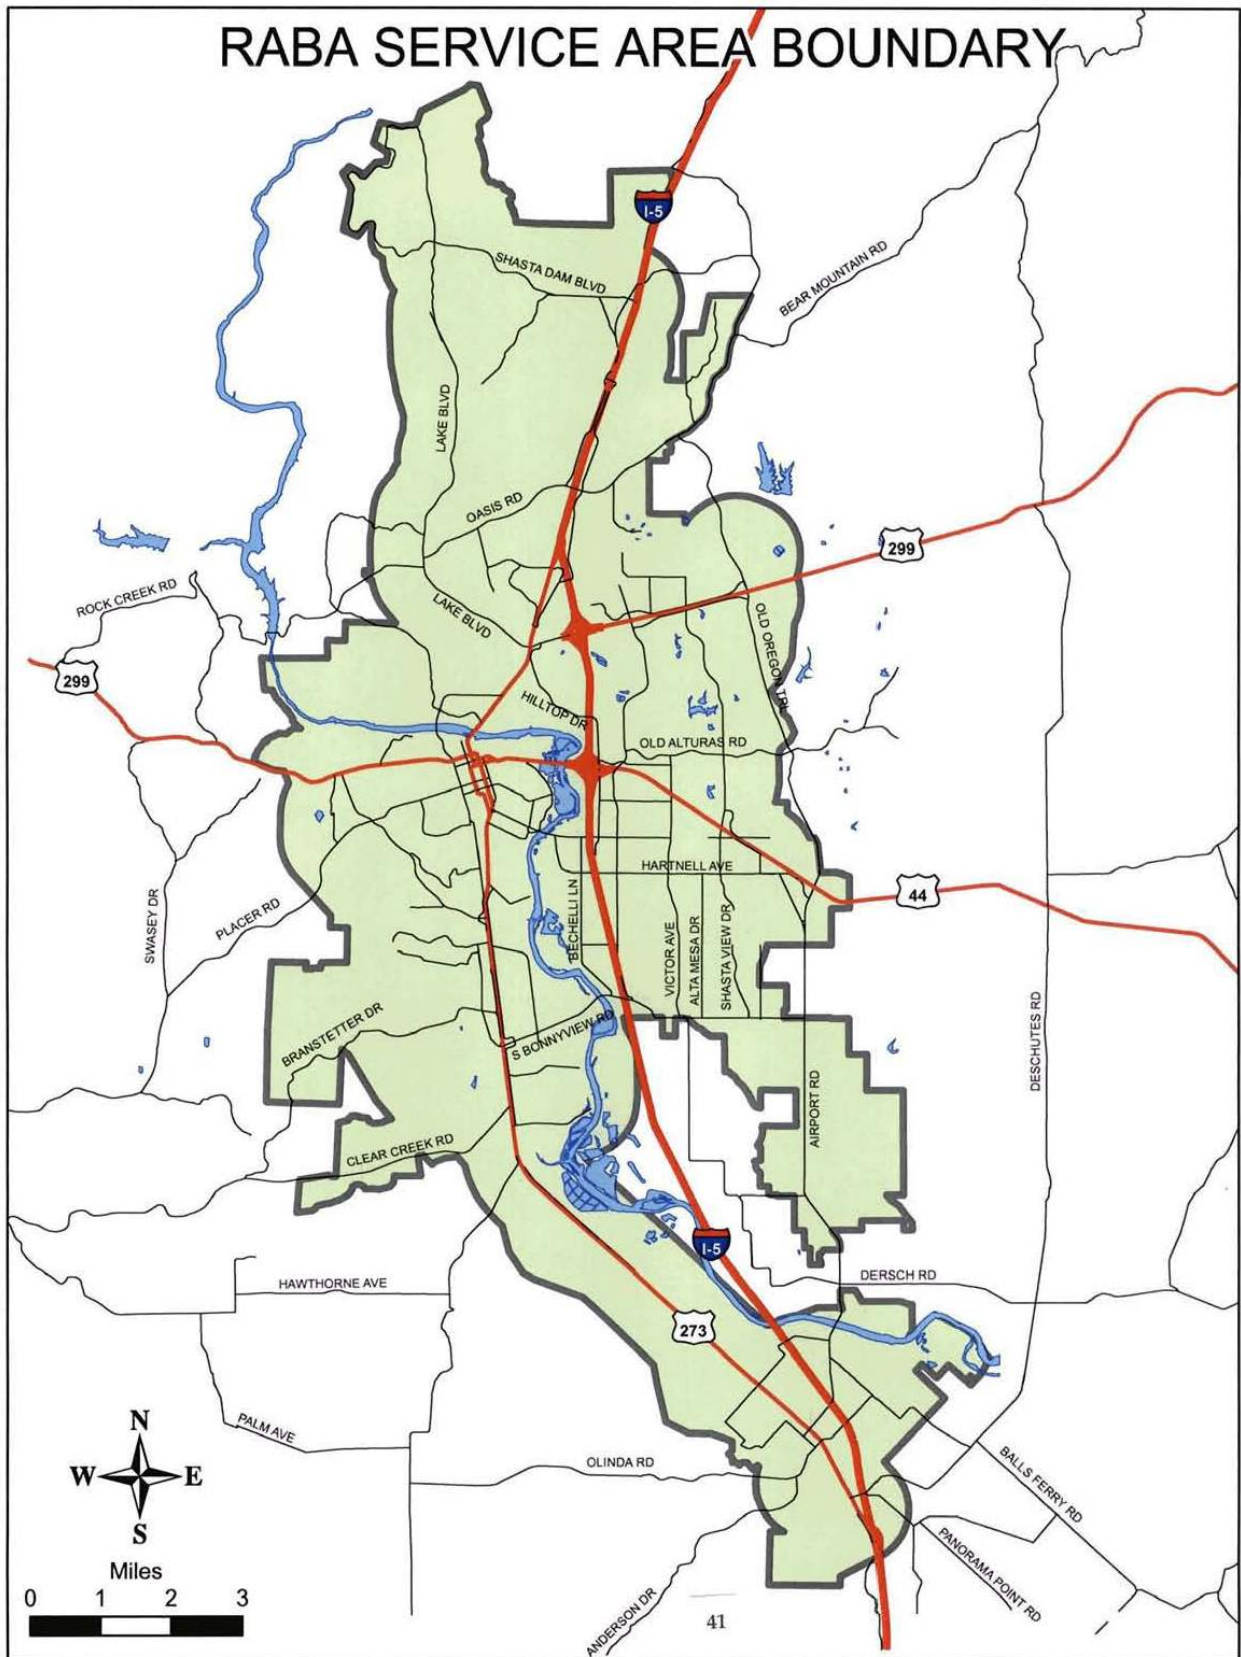 RABA SERVICE AREA BOUNDARY
I-5
SHASTA DAM BLVD
BEAR MOUNTAIN RD
LAKE BLVD
OASIS RD
299
ROCK CREEK RD
LAKE BLVD
OLD OREGON TRL
299
HILLTOP DR
OLD ALTURAS RD
HARTNELL AVE
44
SWASEY DR
PLACER RD
BECHELLI LN
VICTOR AVE
ALTA MESA DR
SHASTA VIEW DR
BRANSTETTER DR
S BONNYVIEW RD
DESCHUTES RD
AIRPORT RD
CLEAR CREEK RD
I-5
HAWTHORNE AVE
DERSCH RD
273
PALM AVE
OLINDA RD
BALLS FERRY RD
PANORAMA POINT RD
ANDERSON DR
N
W E
S
Miles
0 1 2 3
41